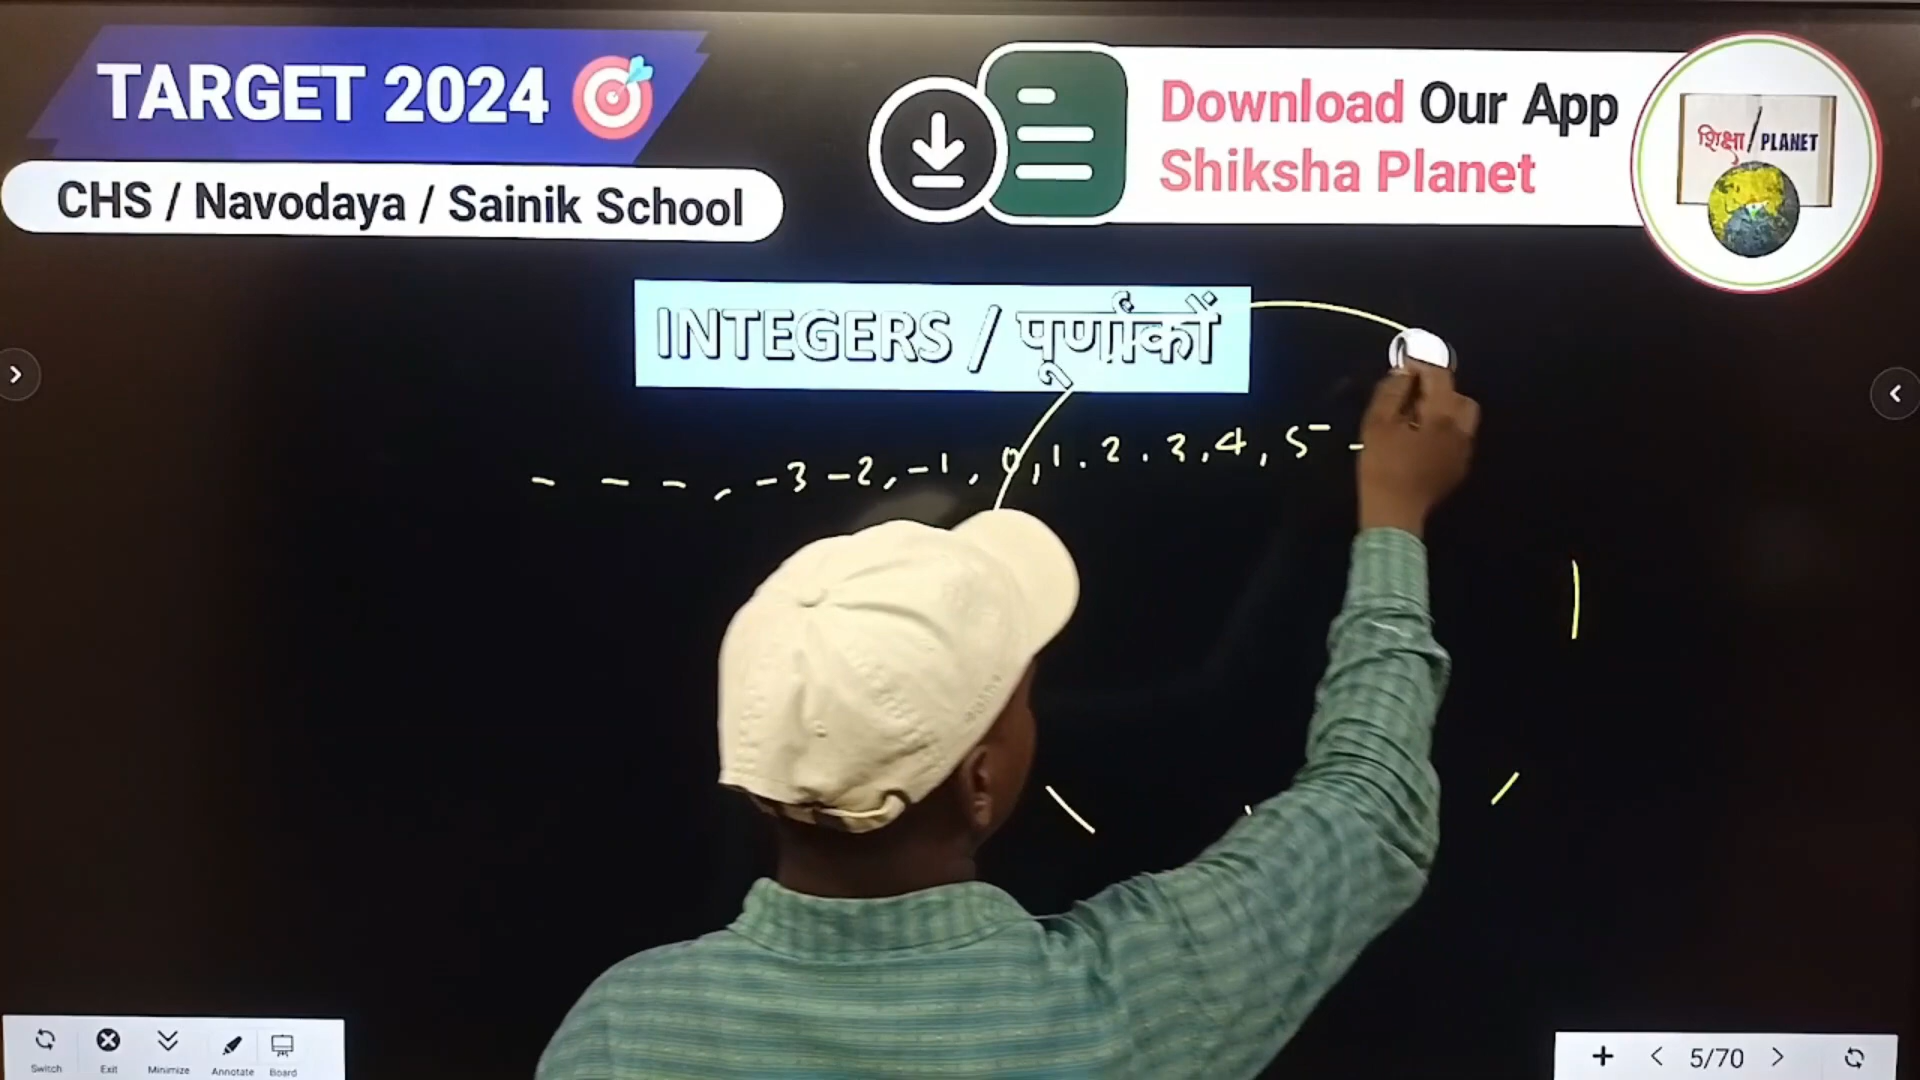 TARGET 2024
CHS / Navodaya / Sainik School
Download Our App
Shiksha Planet
शिक्षा / PLANET
INTEGERS / पूर्णांकों
- - - , -3 -2, -1, 0, 1. 2. 3, 4, 5 -
Switch Exit Minimize Annotate Board
5/70